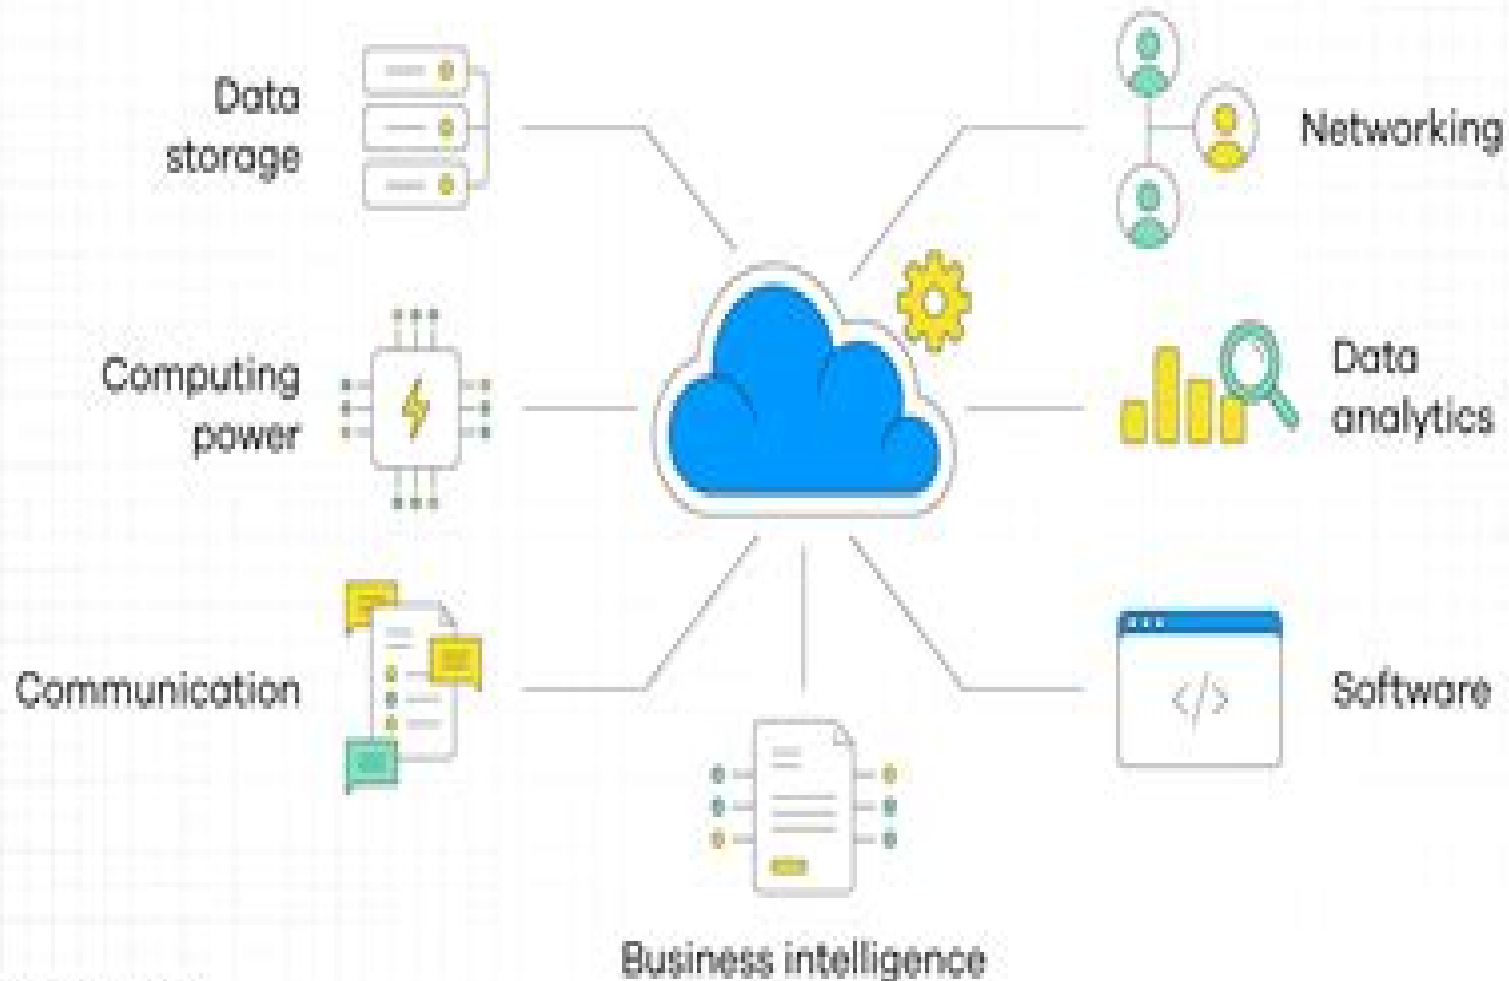 Data
storage
Networking
Computing
power
Data
analytics
Communication
</>
Software
Business intelligence